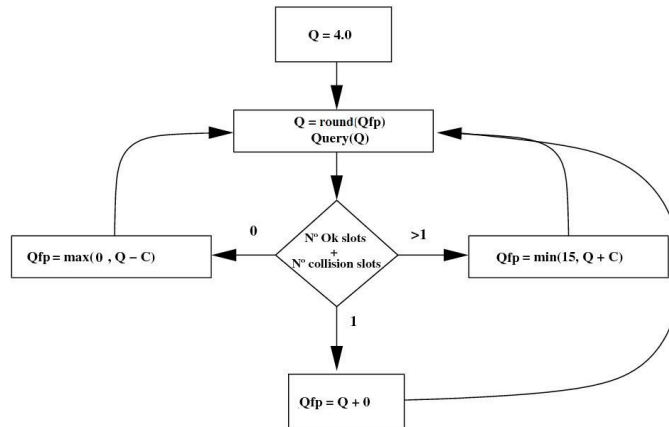 Q = 4.0
Q = round(Qfp)
Query(Q)
0
Nº Ok slots
+
Nº collision slots
>1
Qfp = max( 0 , Q − C)
Qfp = min(15, Q + C)
1
Qfp = Q + 0